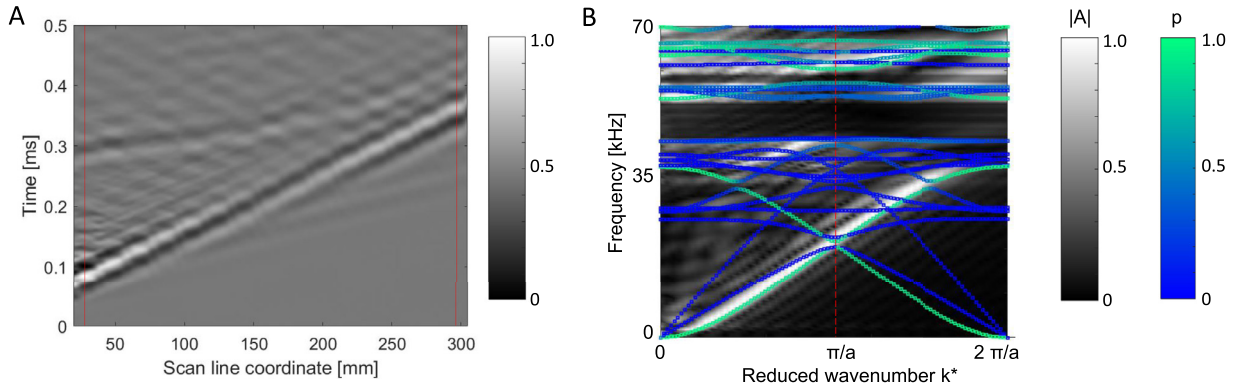 A
0.5
0.4
0.3
0.2
0.1
0
Time [ms]
50 100 150 200 250 300
Scan line coordinate [mm]
1.0
0.5
0
B
70
35
0
Frequency [kHz]
0 π/a 2 π/a
Reduced wavenumber k*
|A|
1.0
0.5
0
p
1.0
0.5
0